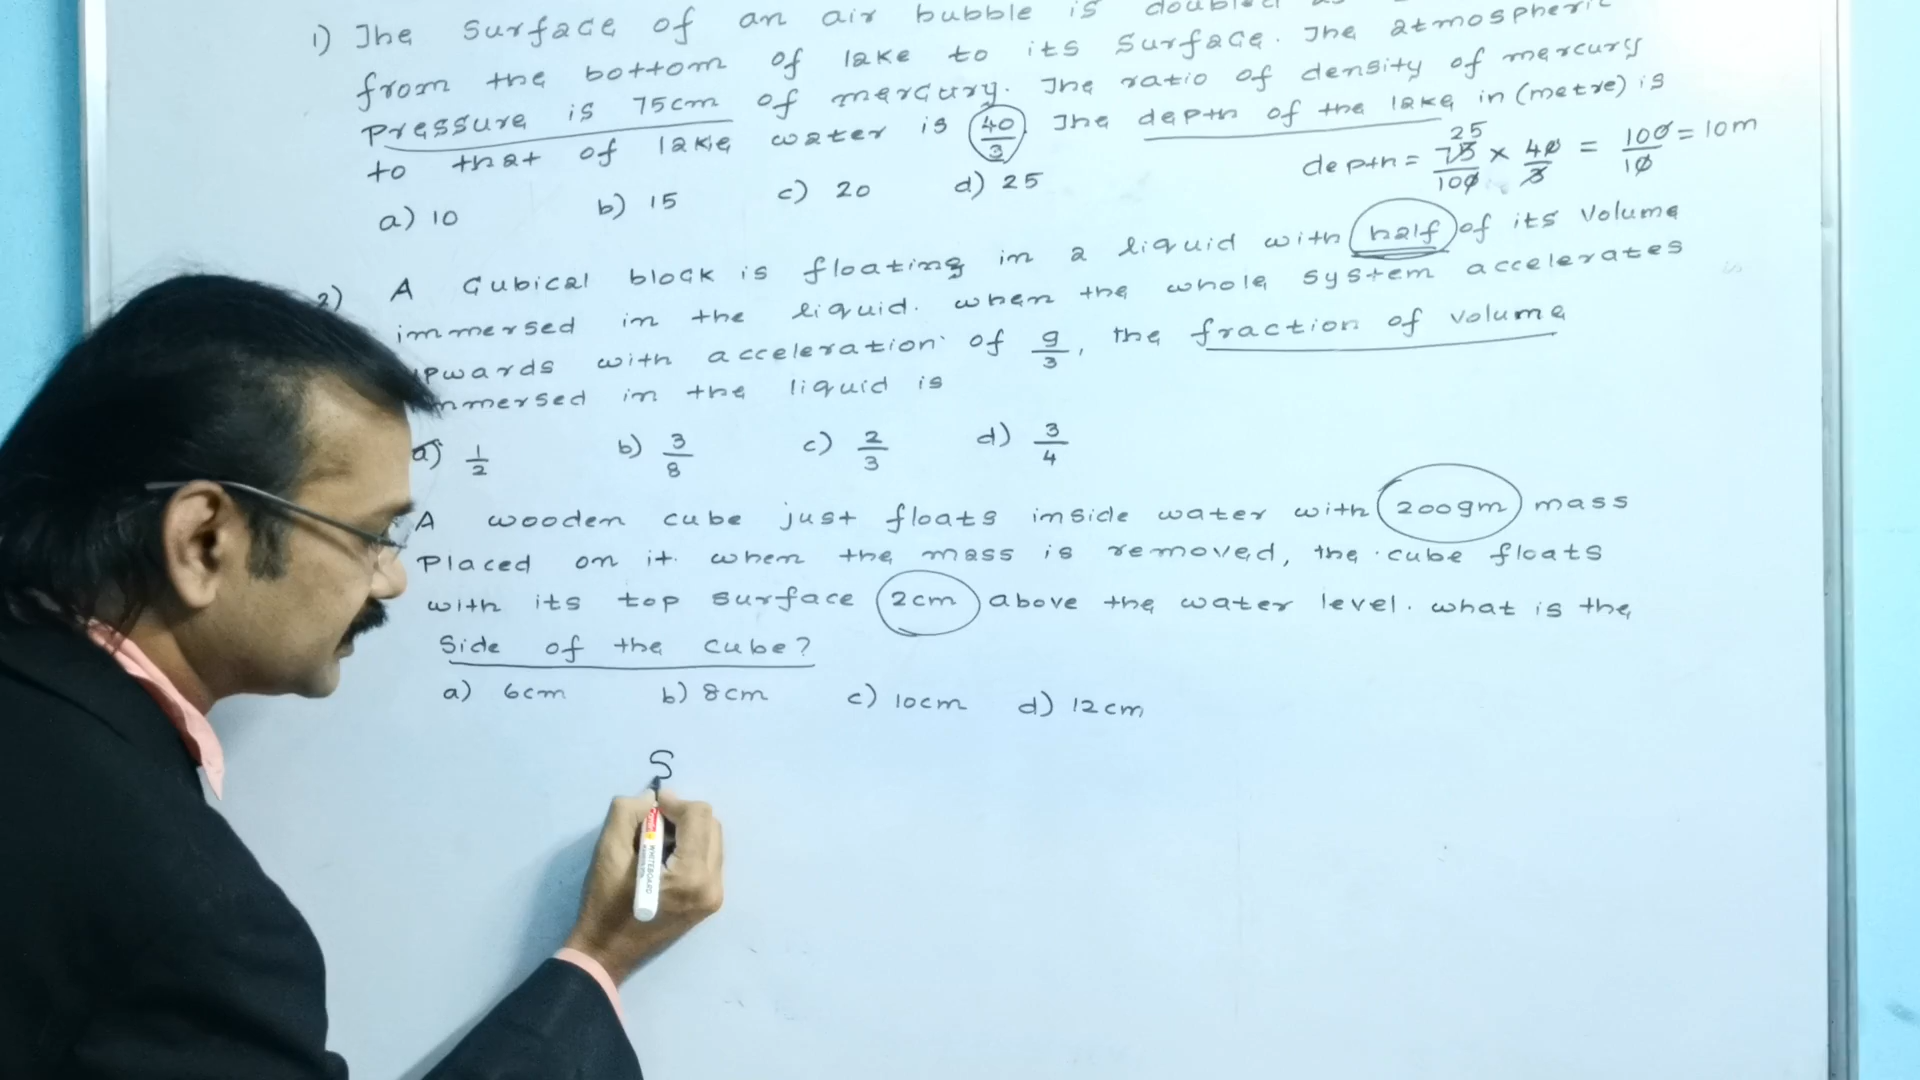 1) The surface of an air bubble is doubled
from the bottom of lake to its surface. The atmospheric
pressure is 75cm of mercury. The ratio of density of mercury
to that of lake water is 40/3. The depth of the lake in (metre) is
depth = 75/100 × 40/3 = 100/10 = 10m
25
a) 10 b) 15 c) 20 d) 25
2) A Cubical block is floating in a liquid with half of its volume
immersed in the liquid. when the whole system accelerates
upwards with acceleration of g/3, the fraction of volume
immersed in the liquid is
a) 1/2 b) 3/8 c) 2/3 d) 3/4
A wooden cube just floats inside water with 200gm mass
placed on it. when the mass is removed, the cube floats
with its top surface 2cm above the water level. what is the
Side of the cube?
a) 6cm b) 8cm c) 10cm d) 12cm
S
WHITEBOARD